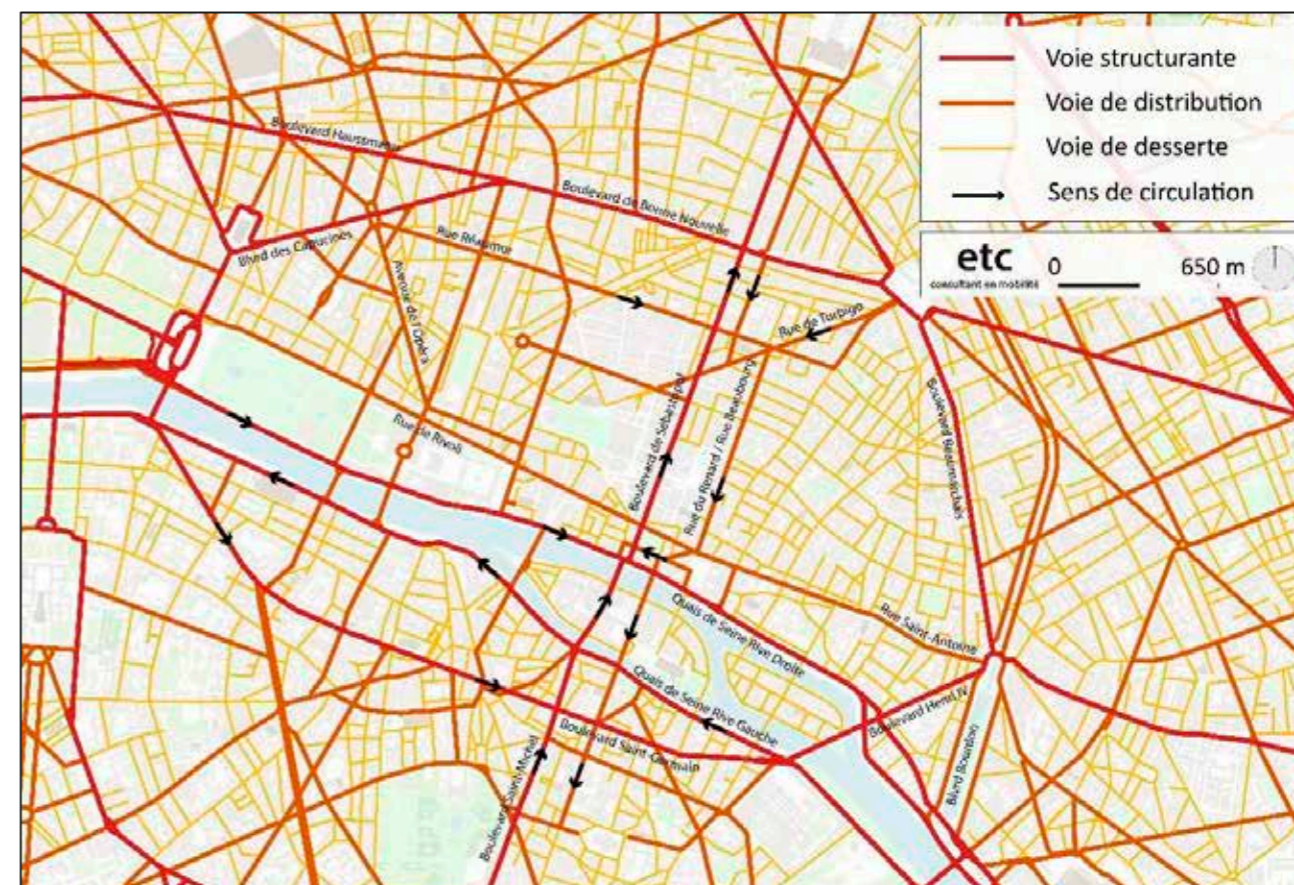 Voie structurante
Voie de distribution
Voie de desserte
Sens de circulation
etc
consultant en mobilité
0 650 m
Boulevard Haussmann
Boulevard de Bonne Nouvelle
Blvrd des Capucines
Rue Réaumur
Avenue de l'Opéra
Rue de Turbigo
Rue de Rivoli
Boulevard de Sébastopol
Rue du Renard / Rue Beaubourg
Boulevard Beaumarchais
Quais de Seine Rive Droite
Rue Saint-Antoine
Quais de Seine Rive Gauche
Boulevard Henri IV
Boulevard Saint-Germain
Blvrd Bourdon
Boulevard Saint-Michel